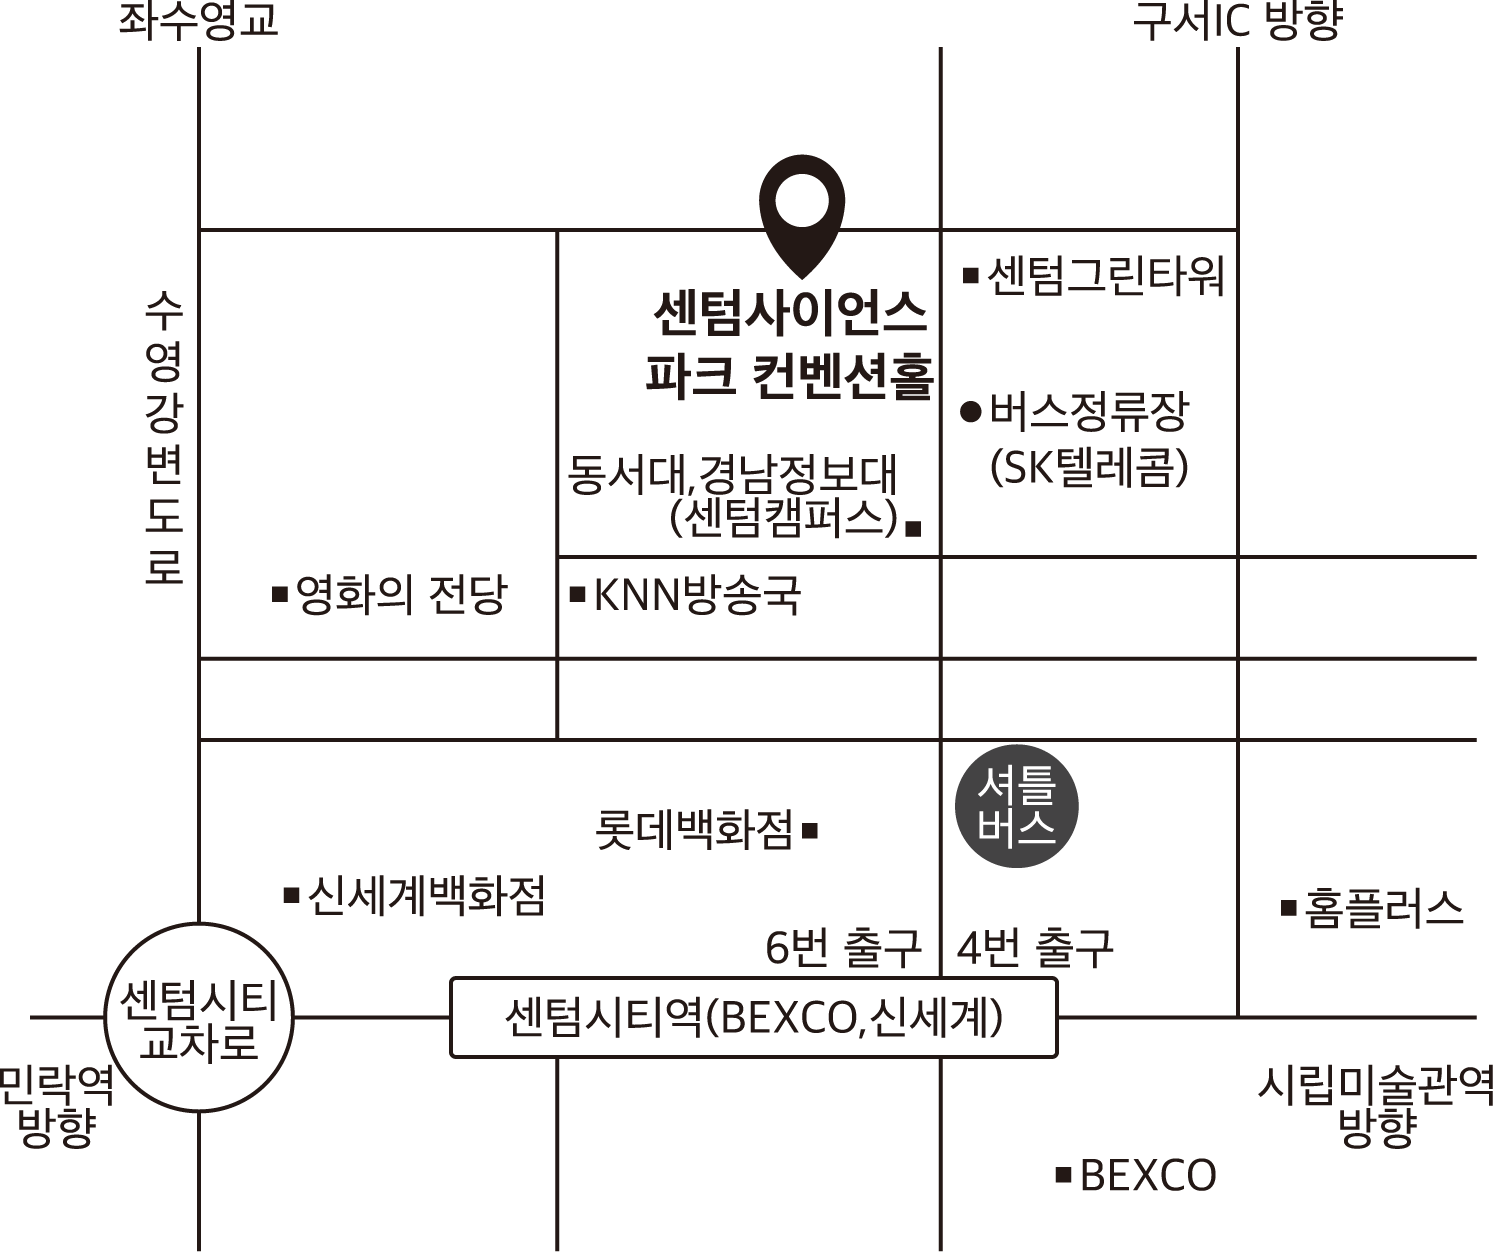 좌수영교
구서IC 방향
수영강변도로
센텀사이언스
파크 컨벤션홀
센텀그린타워
버스정류장
(SK텔레콤)
동서대,경남정보대
(센텀캠퍼스)
영화의 전당
KNN방송국
셔틀
버스
롯데백화점
신세계백화점
홈플러스
6번 출구
4번 출구
센텀시티
교차로
센텀시티역(BEXCO,신세계)
민락역
방향
시립미술관역
방향
BEXCO